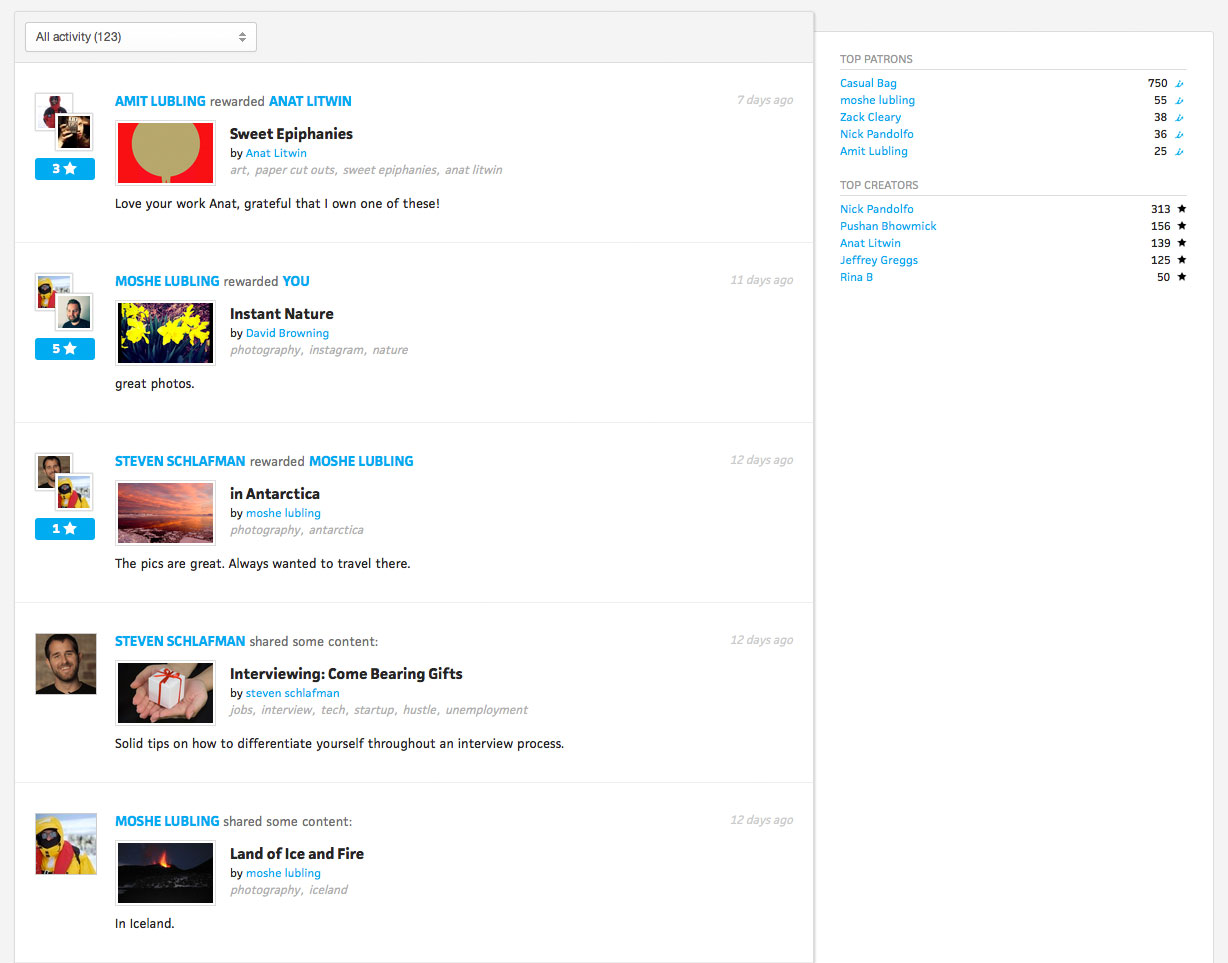 All activity (123)
AMIT LUBLING rewarded ANAT LITWIN
7 days ago
Sweet Epiphanies
by Anat Litwin
art, paper cut outs, sweet epiphanies, anat litwin
3
Love your work Anat, grateful that I own one of these!
MOSHE LUBLING rewarded YOU
11 days ago
Instant Nature
by David Browning
photography, instagram, nature
5
great photos.
STEVEN SCHLAFMAN rewarded MOSHE LUBLING
12 days ago
in Antarctica
by moshe lubling
photography, antarctica
1
The pics are great. Always wanted to travel there.
STEVEN SCHLAFMAN shared some content:
12 days ago
Interviewing: Come Bearing Gifts
by steven schlafman
jobs, interview, tech, startup, hustle, unemployment
Solid tips on how to differentiate yourself throughout an interview process.
MOSHE LUBLING shared some content:
12 days ago
Land of Ice and Fire
by moshe lubling
photography, iceland
In Iceland.
TOP PATRONS
Casual Bag 750
moshe lubling 55
Zack Cleary 38
Nick Pandolfo 36
Amit Lubling 25
TOP CREATORS
Nick Pandolfo 313
Pushan Bhowmick 156
Anat Litwin 139
Jeffrey Greggs 125
Rina B 50